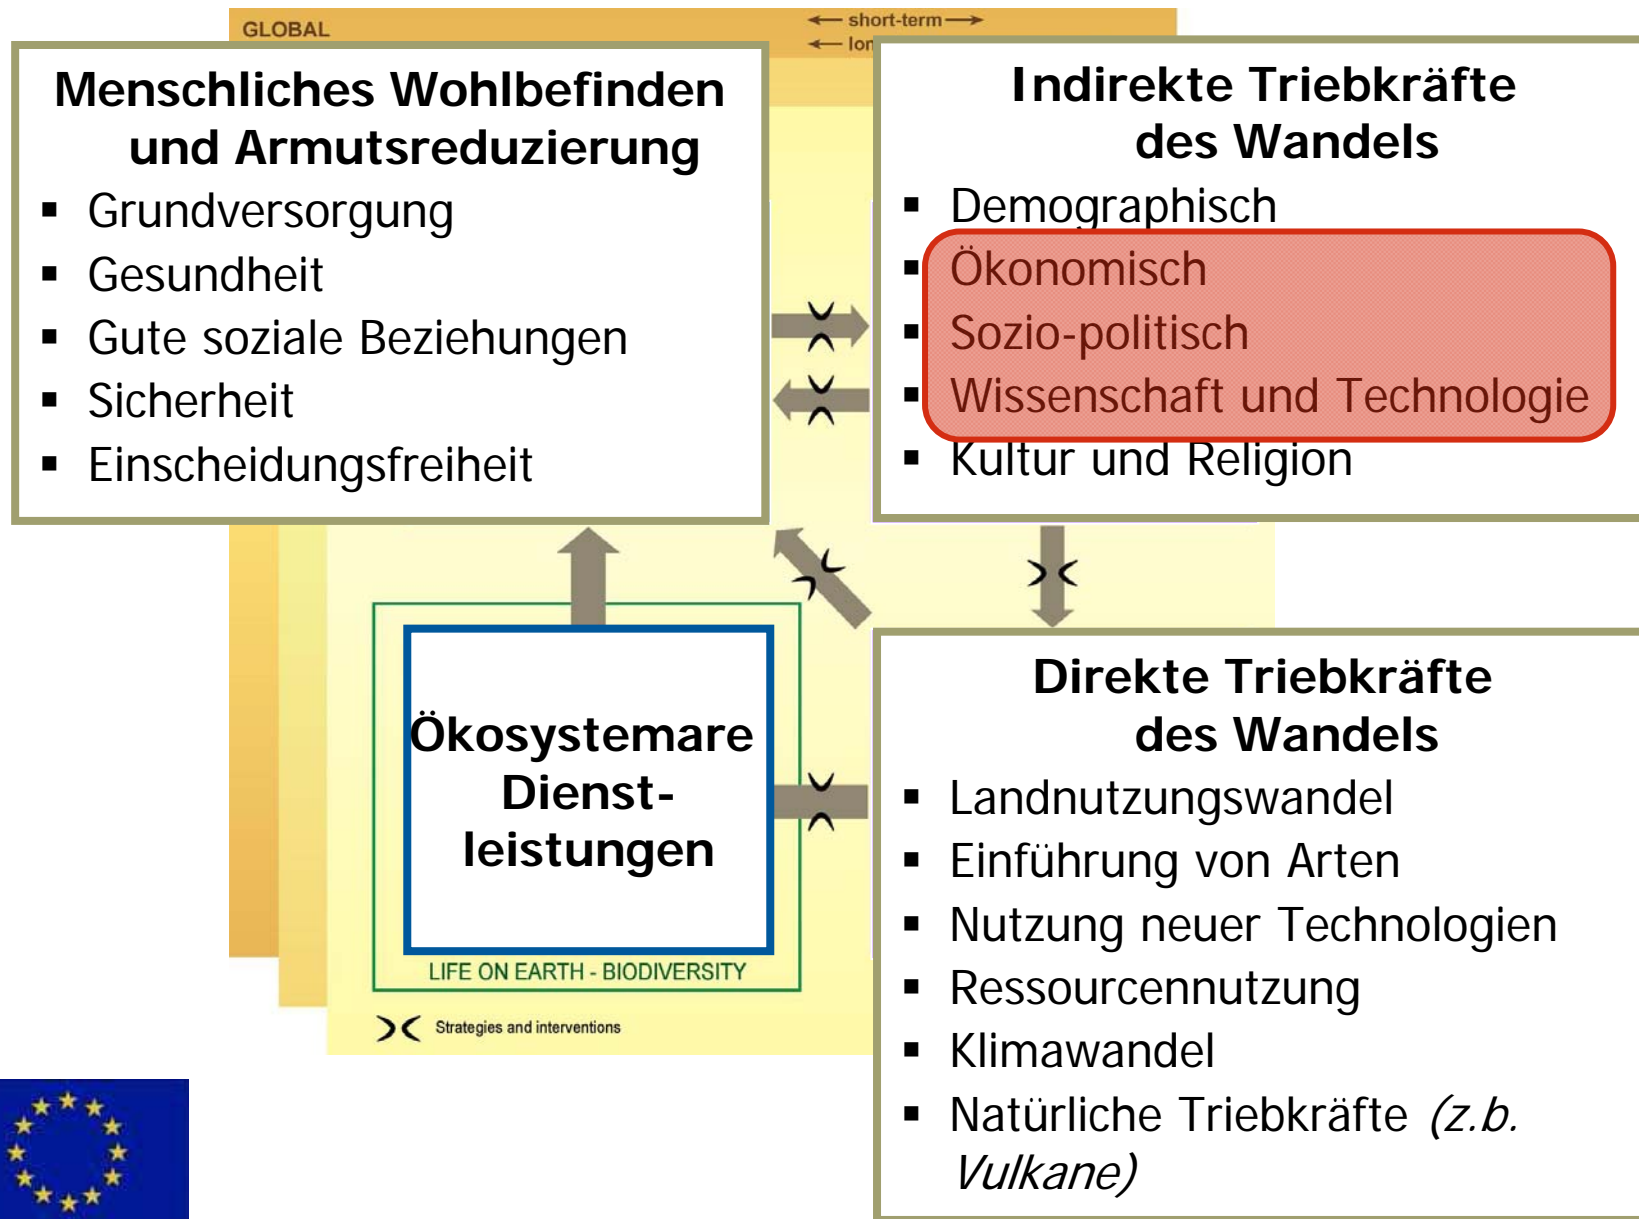 GLOBAL
short-term
Menschliches Wohlbefinden
und Armutsreduzierung
▪ Grundversorgung
▪ Gesundheit
▪ Gute soziale Beziehungen
▪ Sicherheit
▪ Einscheidungsfreiheit
Indirekte Triebkräfte
des Wandels
▪ Demographisch
▪ Ökonomisch
▪ Sozio-politisch
▪ Wissenschaft und Technologie
▪ Kultur und Religion
Ökosystemare
Dienst-
leistungen
LIFE ON EARTH - BIODIVERSITY
Strategies and interventions
Direkte Triebkräfte
des Wandels
▪ Landnutzungswandel
▪ Einführung von Arten
▪ Nutzung neuer Technologien
▪ Ressourcennutzung
▪ Klimawandel
▪ Natürliche Triebkräfte (z.b.
Vulkane)